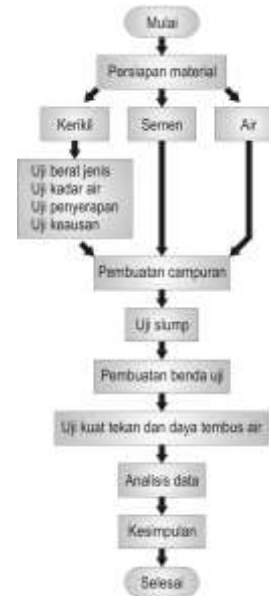 Mulai
Persiapan material
Kerikil
Semen
Air
Uji berat jenis
Uji kadar air
Uji penyerapan
Uji keausan
Pembuatan campuran
Uji slump
Pembuatan benda uji
Uji kuat tekan dan daya tembus air
Analisis data
Kesimpulan
Selesai